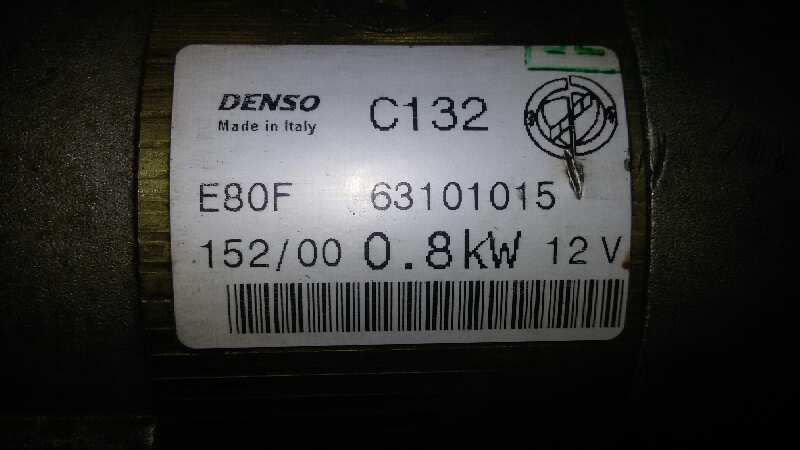 DENSO C132
Made in Italy
E80F 63101015
152/00 0.8kW 12 V